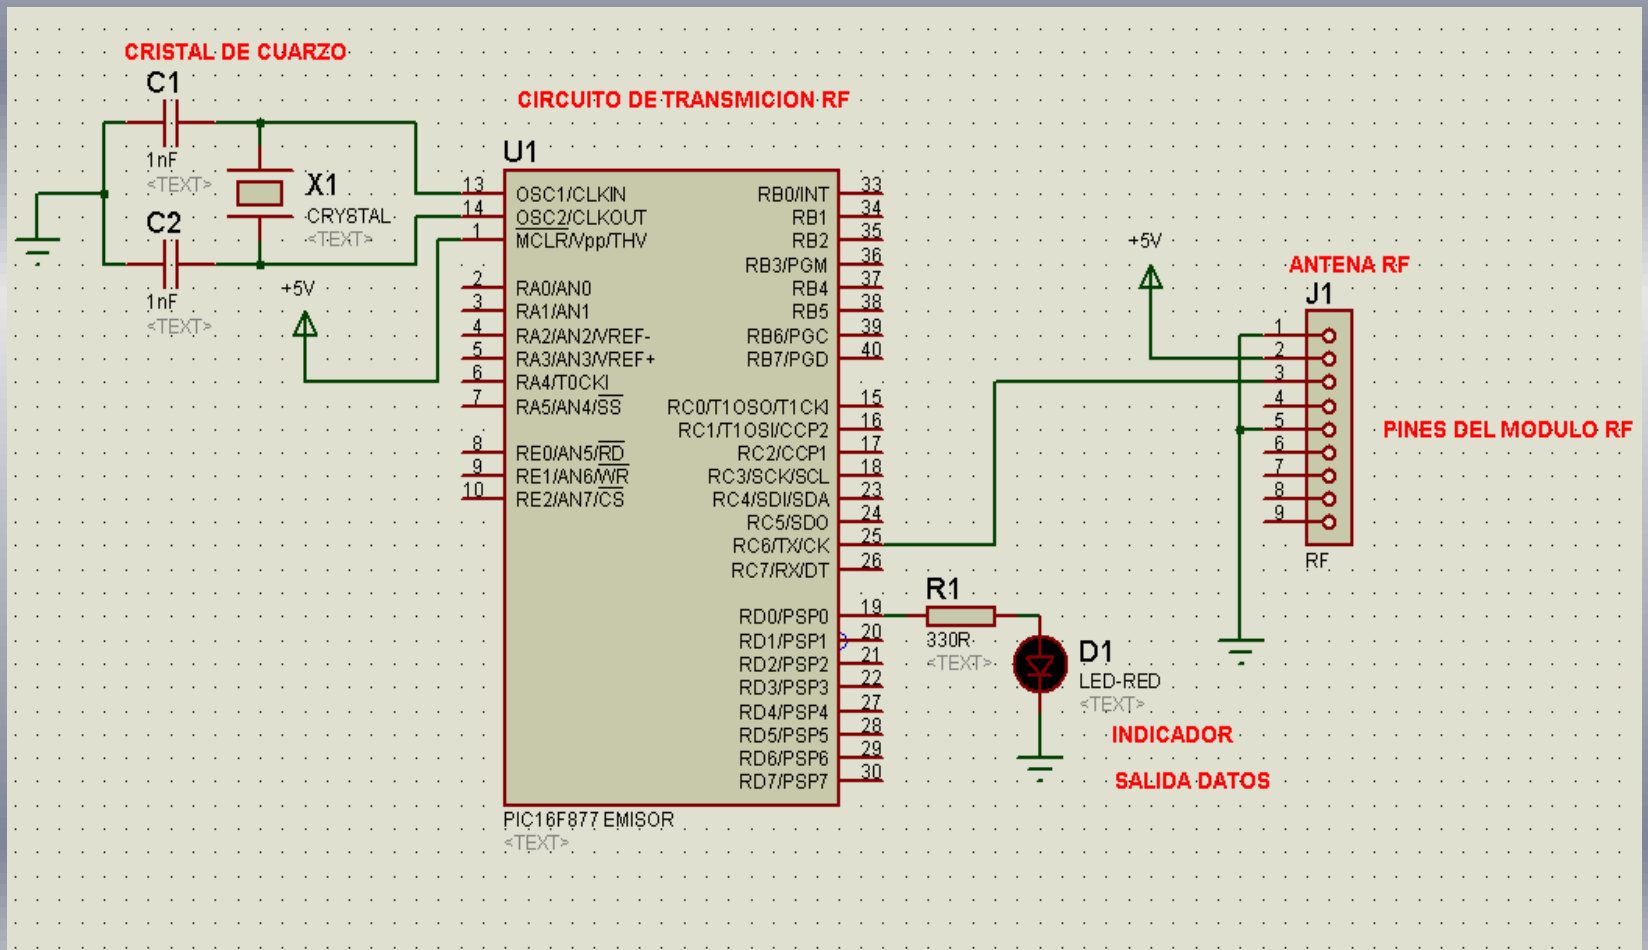 CRISTAL DE CUARZO
C1
1nF
<TEXT>
X1
CRYSTAL
<TEXT>
C2
1nF
<TEXT>
+5V
CIRCUITO DE TRANSMICION RF
U1
13 OSC1/CLKIN
14 OSC2/CLKOUT
1 MCLR/Vpp/THV
2 RA0/AN0
3 RA1/AN1
4 RA2/AN2/VREF-
5 RA3/AN3/VREF+
6 RA4/T0CKI
7 RA5/AN4/SS
8 RE0/AN5/RD
9 RE1/AN6/WR
10 RE2/AN7/CS
RB0/INT 33
RB1 34
RB2 35
RB3/PGM 36
RB4 37
RB5 38
RB6/PGC 39
RB7/PGD 40
RC0/T1OSO/T1CKI 15
RC1/T1OSI/CCP2 16
RC2/CCP1 17
RC3/SCK/SCL 18
RC4/SDI/SDA 23
RC5/SDO 24
RC6/TX/CK 25
RC7/RX/DT 26
RD0/PSP0 19
RD1/PSP1 20
RD2/PSP2 21
RD3/PSP3 22
RD4/PSP4 27
RD5/PSP5 28
RD6/PSP6 29
RD7/PSP7 30
PIC16F877 EMISOR
<TEXT>
R1
330R
<TEXT>
D1
LED-RED
<TEXT>
INDICADOR
SALIDA DATOS
+5V
ANTENA RF
J1
1
2
3
4
5
6
7
8
9
RF
PINES DEL MODULO RF